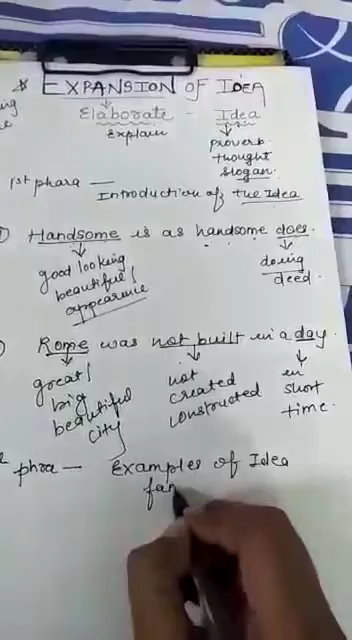 EXPANSION OF IDEA
Elaborate - Idea
Explain
proverb
thought
slogan
1st phara — Introduction of the Idea
Handsome is as handsome does.
good looking
beautiful
appearince
doing
deed.
Rome was not built in a day.
great
big
beautiful
city
not
created
constructed
in
short
time.
phra — Examples of Idea
fam